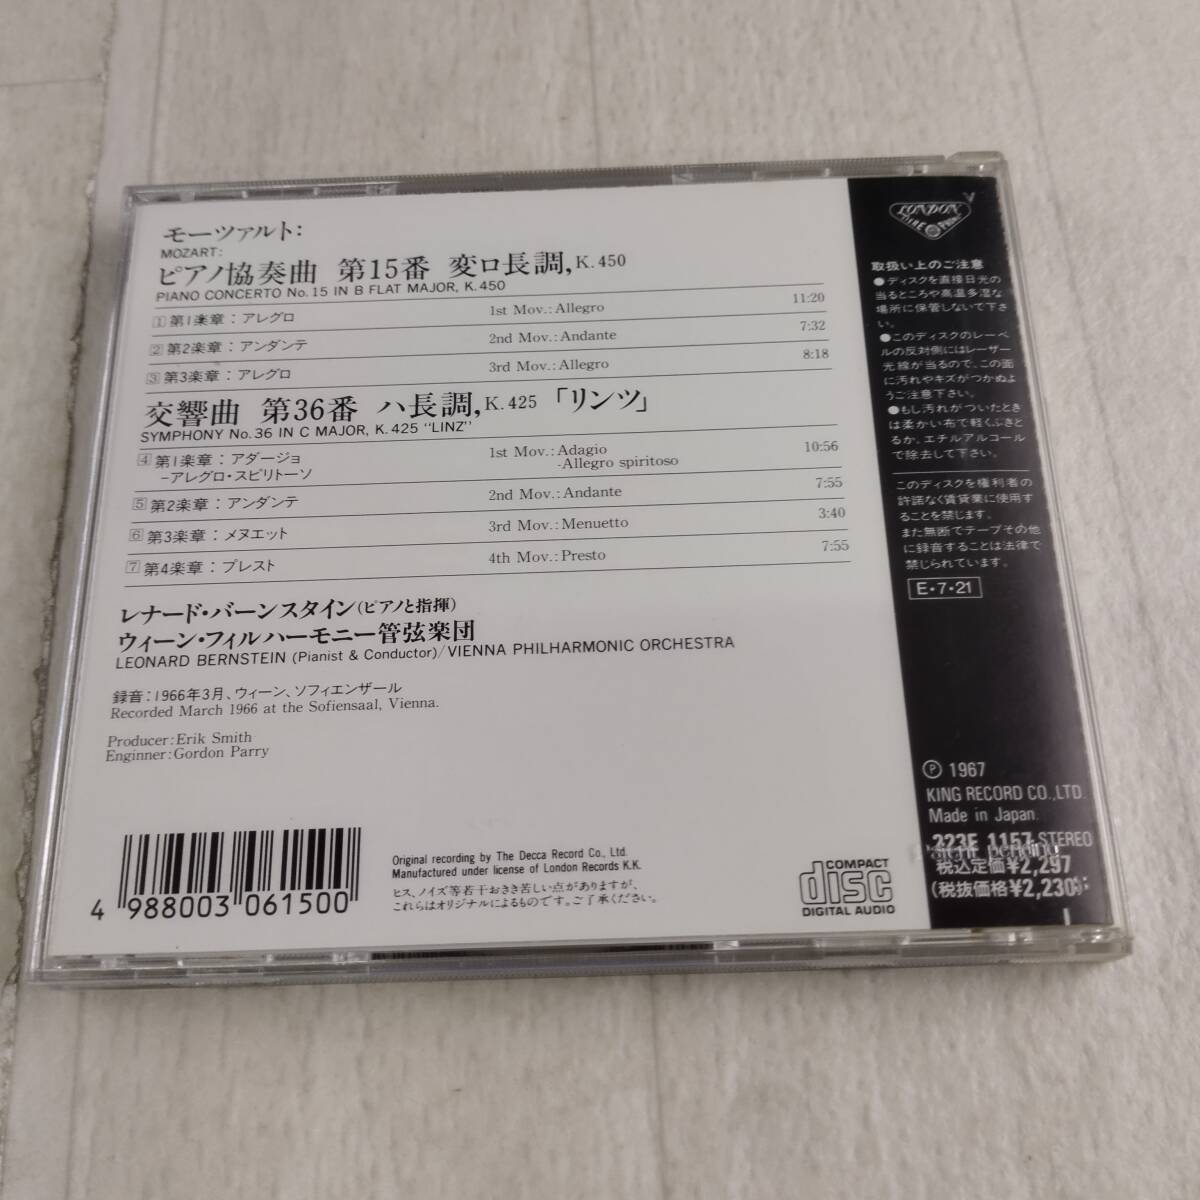 モーツァルト:
MOZART:
ピアノ協奏曲 第15番 変ロ長調, K.450
PIANO CONCERTO No.15 IN B FLAT MAJOR, K.450
1 第1楽章:アレグロ 1st Mov.:Allegro 11:20
2 第2楽章:アンダンテ 2nd Mov.:Andante 7:32
3 第3楽章:アレグロ 3rd Mov.:Allegro 8:18
交響曲 第36番 ハ長調, K.425 「リンツ」
SYMPHONY No.36 IN C MAJOR, K.425 "LINZ"
4 第1楽章:アダージョ 1st Mov.:Adagio 10:56
-アレグロ・スピリトーソ -Allegro spiritoso
5 第2楽章:アンダンテ 2nd Mov.:Andante 7:55
6 第3楽章:メヌエット 3rd Mov.:Menuetto 3:40
7 第4楽章:プレスト 4th Mov.:Presto 7:55
レナード・バーンスタイン(ピアノと指揮)
ウィーン・フィルハーモニー管弦楽団
LEONARD BERNSTEIN (Pianist & Conductor)/VIENNA PHILHARMONIC ORCHESTRA
録音:1966年3月、ウィーン、ソフィエンザール
Recorded March 1966 at the Sofiensaal, Vienna.
Producer:Erik Smith
Enginner:Gordon Parry
4 988003 061500
Original recording by The Decca Record Co., Ltd.
Manufactured under license of London Records K.K.
ヒス、ノイズ等若干おきき苦しい点がありますが、
これらはオリジナルによるものです。ご了承ください。
COMPACT
disc
DIGITAL AUDIO
LONDON
取扱い上のご注意
●ディスクを直接日光の
当るところや高温多湿な
場所に保管しないで下さ
い。
●このディスクのレーベ
ルの反対側にはレーザー
光線が当るので、この面
に汚れやキズがつかぬよ
うご注意下さい。
●もし汚れがついたとき
は柔かい布で軽くふきと
るか、エチルアルコール
で除去して下さい。
このディスクを権利者の
許諾なく賃貸業に使用す
ることを禁じます。
また無断でテープその他
に録音することは法律で
禁じられています。
E・7・21
Ⓟ 1967
KING RECORD CO.,LTD.
Made in Japan.
223E 1157 STEREO
税込定価¥2,297
(税抜価格¥2,230)